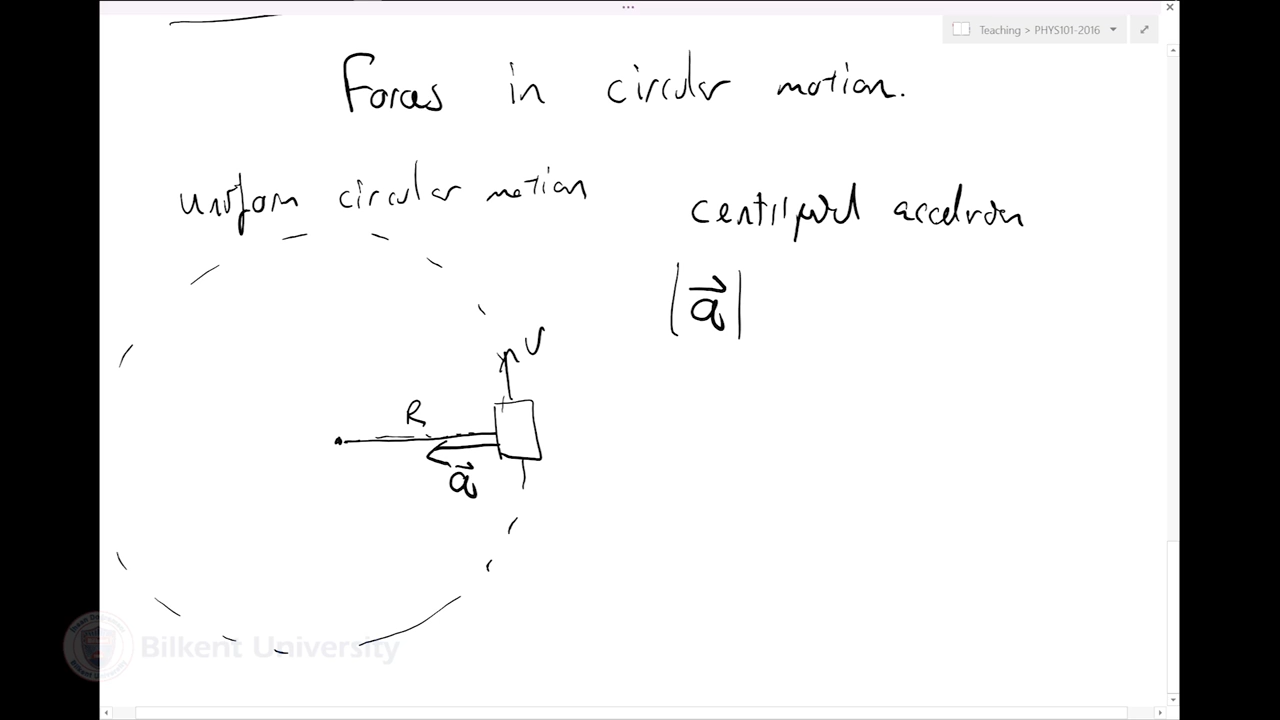 Teaching > PHYS101-2016
Forces in circular motion.
uniform circular motion
centripetal acceleration
|a⃗|
v
R
a⃗
Bilkent University